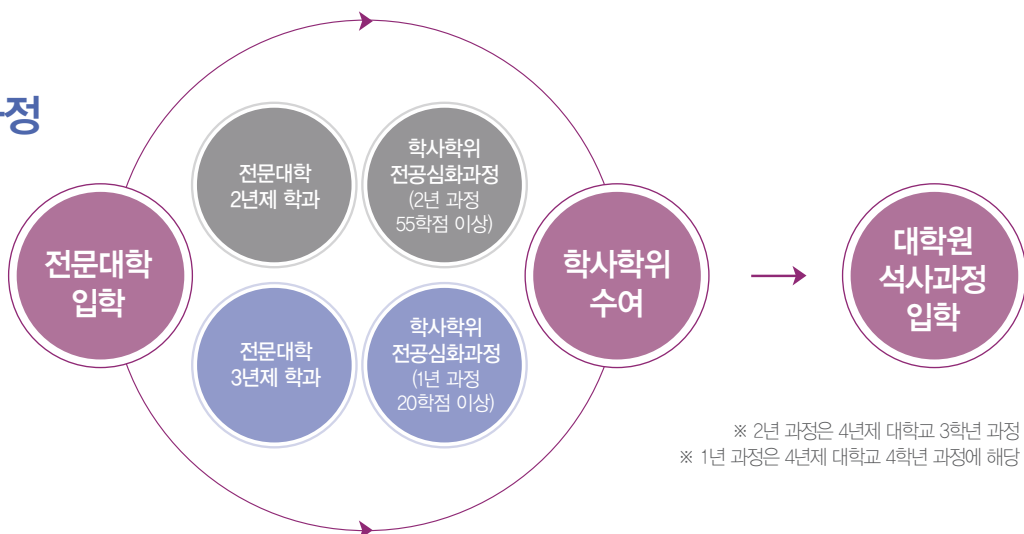 정
전문대학
입학
전문대학
2년제 학과
학사학위
전공심화과정
(2년 과정
55학점 이상)
전문대학
3년제 학과
학사학위
전공심화과정
(1년 과정
20학점 이상)
학사학위
수여
대학원
석사과정
입학
※ 2년 과정은 4년제 대학교 3학년 과정
※ 1년 과정은 4년제 대학교 4학년 과정에 해당